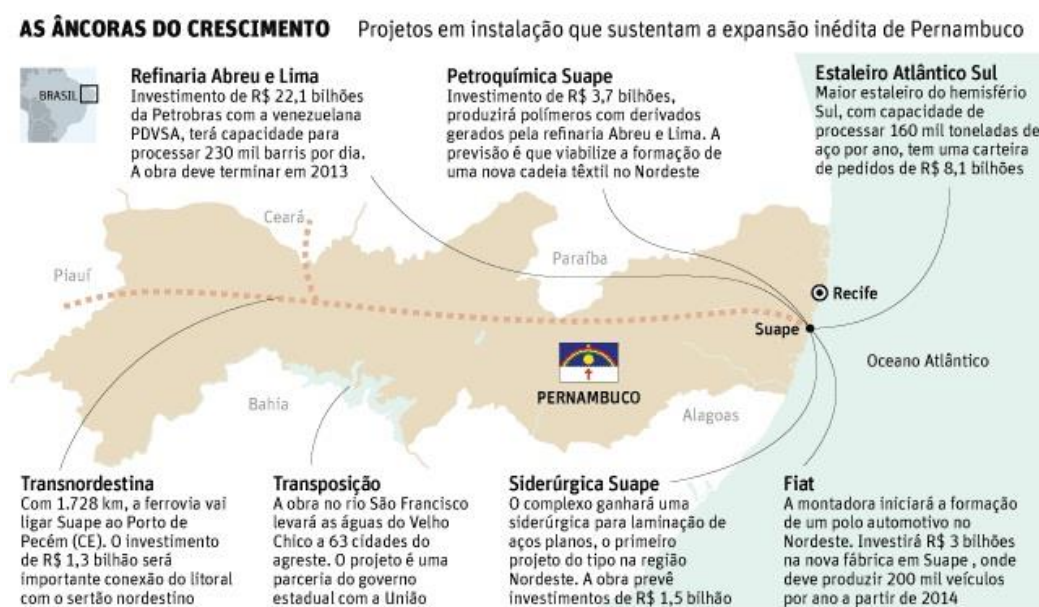 AS ÂNCORAS DO CRESCIMENTO Projetos em instalação que sustentam a expansão inédita de Pernambuco
BRASIL
Refinaria Abreu e Lima
Investimento de R$ 22,1 bilhões
da Petrobras com a venezuelana
PDVSA, terá capacidade para
processar 230 mil barris por dia.
A obra deve terminar em 2013
Petroquímica Suape
Investimento de R$ 3,7 bilhões,
produzirá polímeros com derivados
gerados pela refinaria Abreu e Lima. A
previsão é que viabilize a formação de
uma nova cadeia têxtil no Nordeste
Estaleiro Atlântico Sul
Maior estaleiro do hemisfério
Sul, com capacidade de
processar 160 mil toneladas de
aço por ano, tem uma carteira
de pedidos de R$ 8,1 bilhões
Ceará
Piauí
Paraíba
Recife
Suape
Oceano Atlântico
PERNAMBUCO
Bahia
Alagoas
Transnordestina
Com 1.728 km, a ferrovia vai
ligar Suape ao Porto de
Pecém (CE). O investimento
de R$ 1,3 bilhão será
importante conexão do litoral
com o sertão nordestino
Transposição
A obra no rio São Francisco
levará as águas do Velho
Chico a 63 cidades do
agreste. O projeto é uma
parceria do governo
estadual com a União
Siderúrgica Suape
O complexo ganhará uma
siderúrgica para laminação de
aços planos, o primeiro
projeto do tipo na região
Nordeste. A obra prevê
investimentos de R$ 1,5 bilhão
Fiat
A montadora iniciará a formação
de um polo automotivo no
Nordeste. Investirá R$ 3 bilhões
na nova fábrica em Suape , onde
deve produzir 200 mil veículos
por ano a partir de 2014